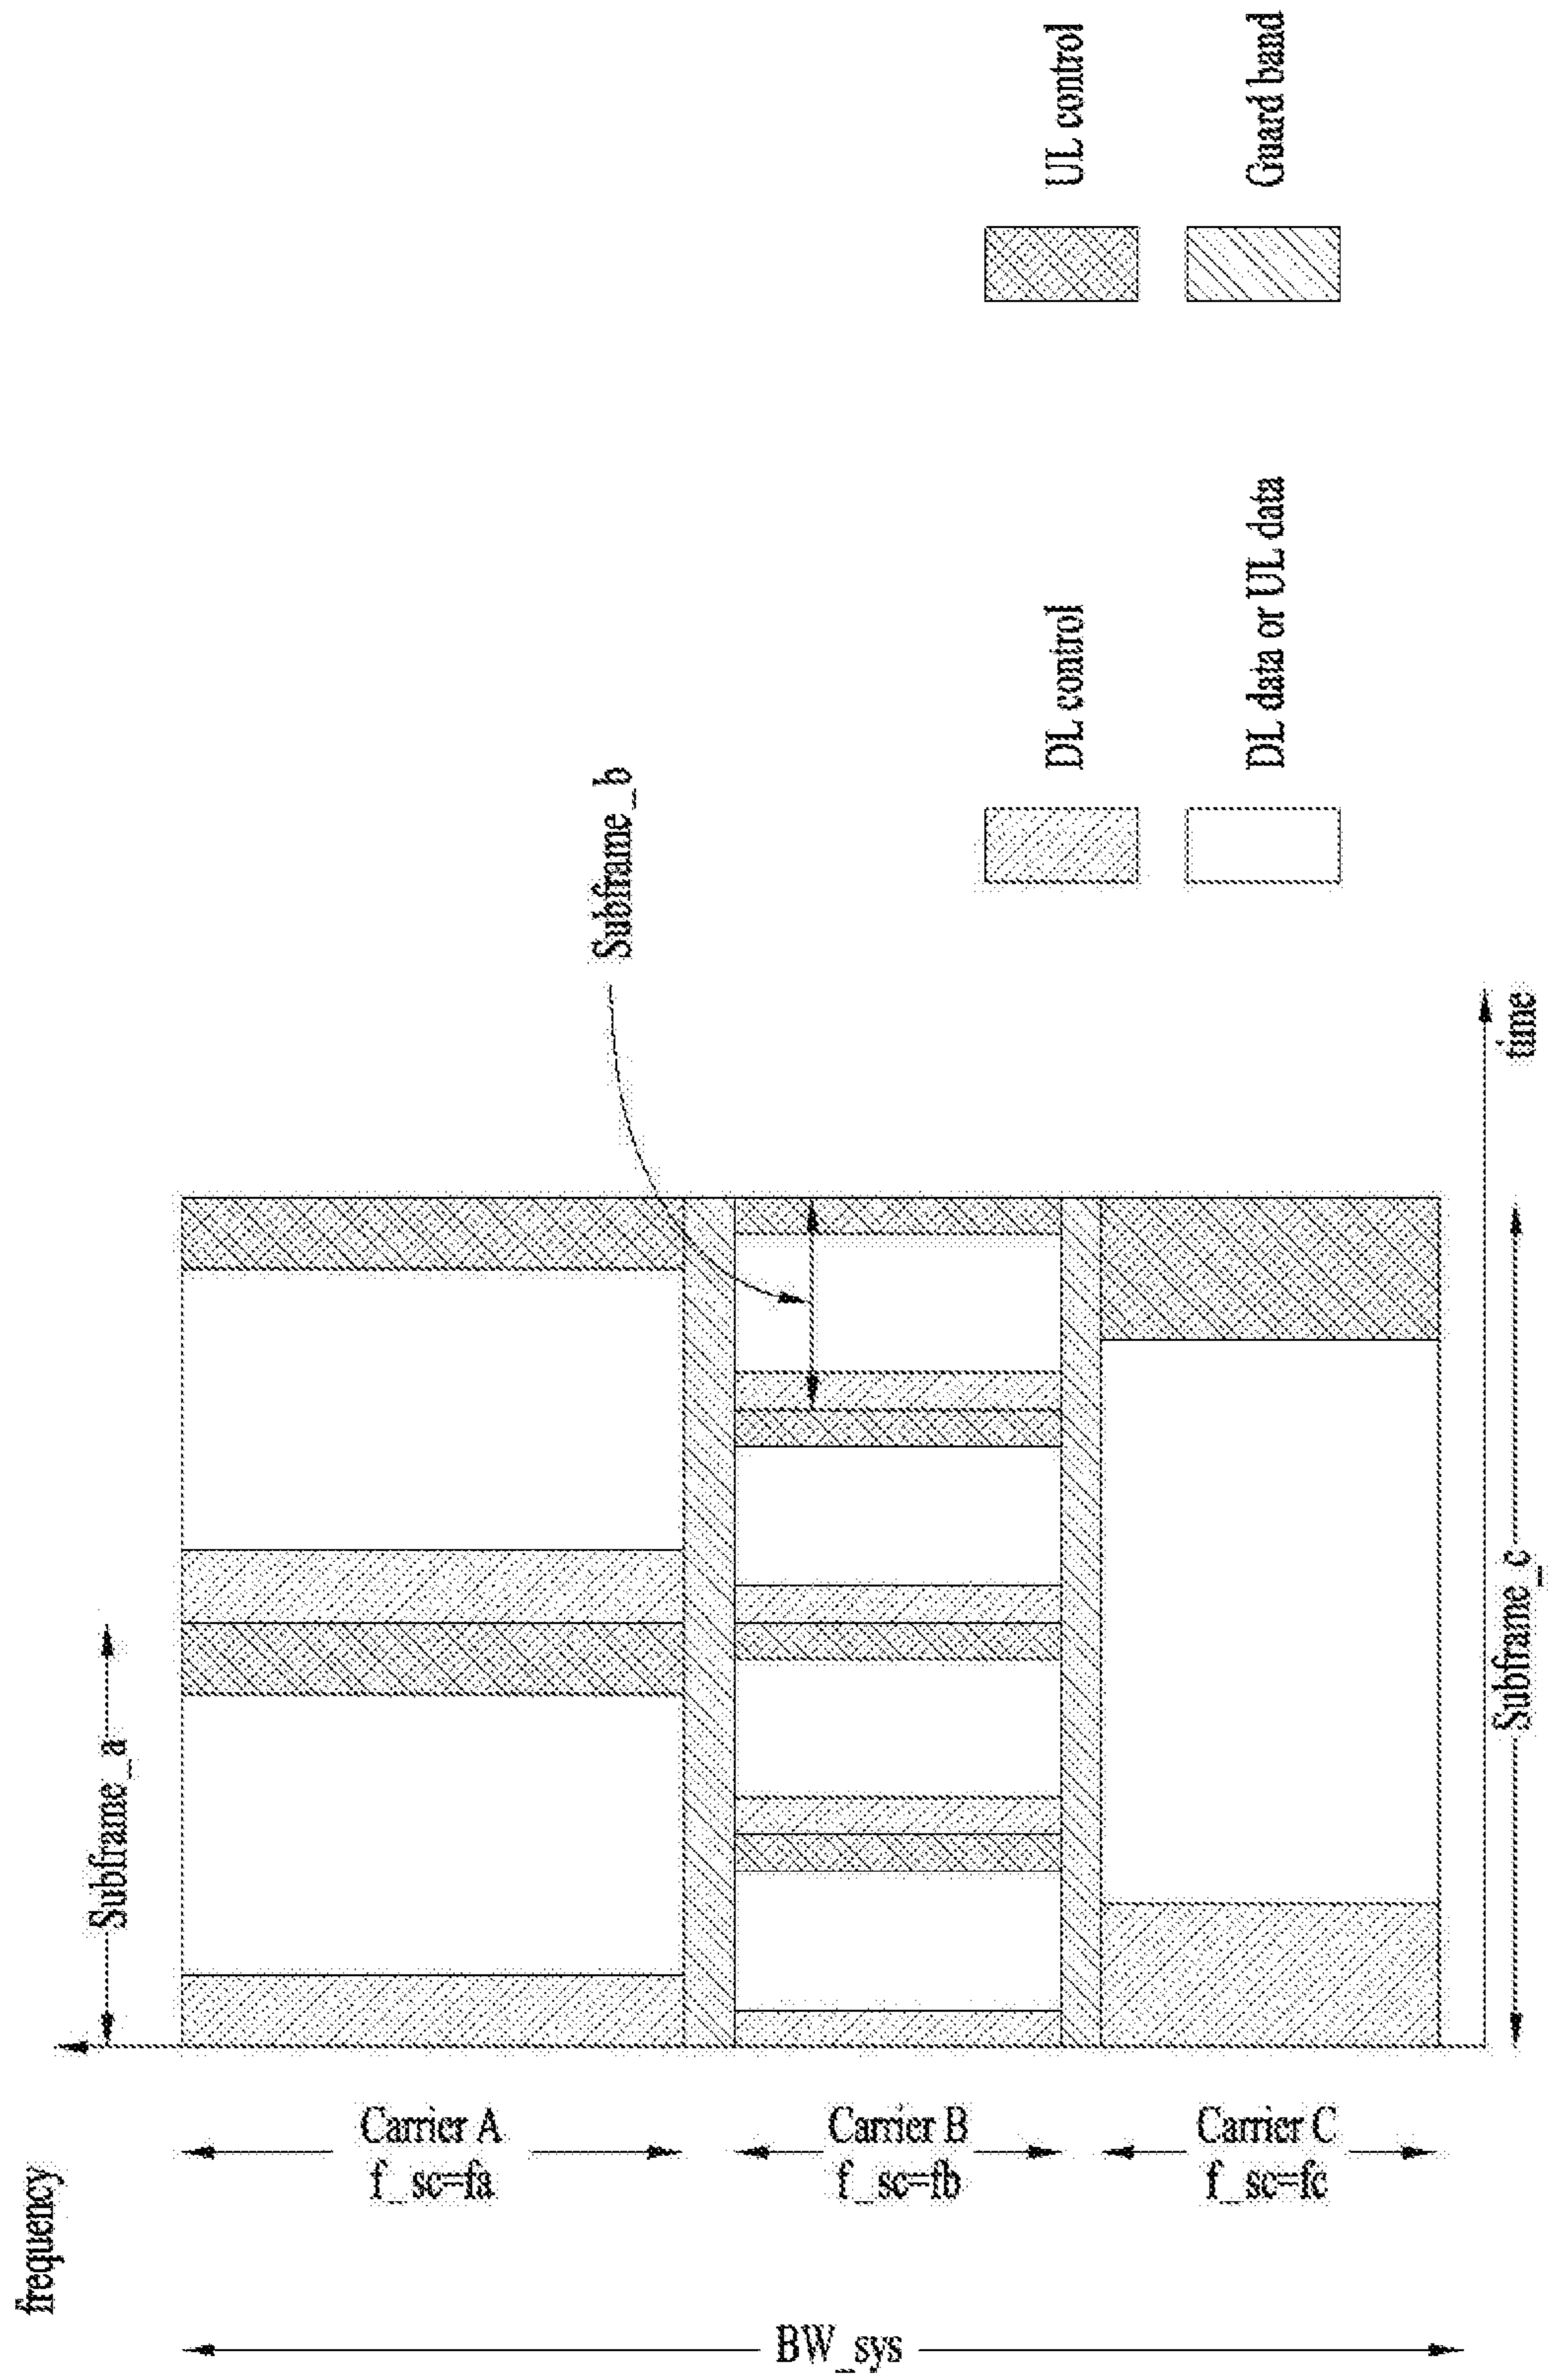 frequency
BW_sys
Carrier A
f_sc=fa
Carrier B
f_sc=fb
Carrier C
f_sc=fc
Subframe_a
Subframe_b
Subframe_c
time
DL control
UL control
DL data or UL data
Guard band